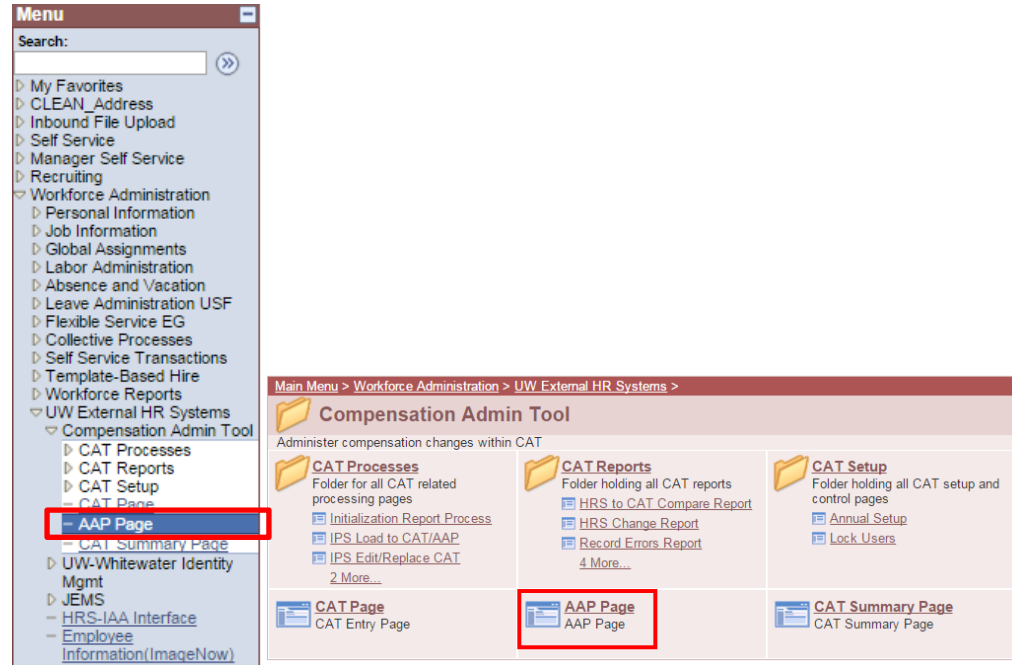 Menu
Search:
My Favorites
CLEAN_Address
Inbound File Upload
Self Service
Manager Self Service
Recruiting
Workforce Administration
Personal Information
Job Information
Global Assignments
Labor Administration
Absence and Vacation
Leave Administration USF
Flexible Service EG
Collective Processes
Self Service Transactions
Template-Based Hire
Workforce Reports
UW External HR Systems
Compensation Admin Tool
CAT Processes
CAT Reports
CAT Setup
CAT Page
AAP Page
CAT Summary Page
UW-Whitewater Identity
Mgmt
JEMS
HRS-IAA Interface
Employee
Information(ImageNow)
Main Menu > Workforce Administration > UW External HR Systems >
Compensation Admin Tool
Administer compensation changes within CAT
CAT Processes
Folder for all CAT related
processing pages
Initialization Report Process
IPS Load to CAT/AAP
IPS Edit/Replace CAT
2 More...
CAT Reports
Folder holding all CAT reports
HRS to CAT Compare Report
HRS Change Report
Record Errors Report
4 More...
CAT Setup
Folder holding all CAT setup and
control pages
Annual Setup
Lock Users
CAT Page
CAT Entry Page
AAP Page
AAP Page
CAT Summary Page
CAT Summary Page